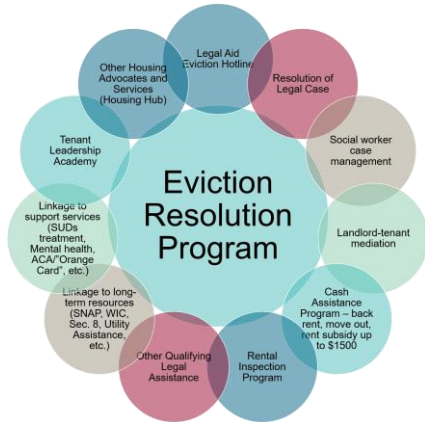 Eviction
Resolution
Program
Legal Aid
Eviction Hotline
Resolution of
Legal Case
Social worker
case
management
Landlord-tenant
mediation
Cash
Assistance
Program – back
rent, move out,
rent subsidy up
to $1500
Rental
Inspection
Program
Other Qualifying
Legal
Assistance
Linkage to long-
term resources
(SNAP, WIC,
Sec. 8, Utility
Assistance,
etc.)
Linkage to
support services
(SUDs
treatment,
Mental health,
ACA/"Orange
Card", etc.)
Tenant
Leadership
Academy
Other Housing
Advocates and
Services
(Housing Hub)